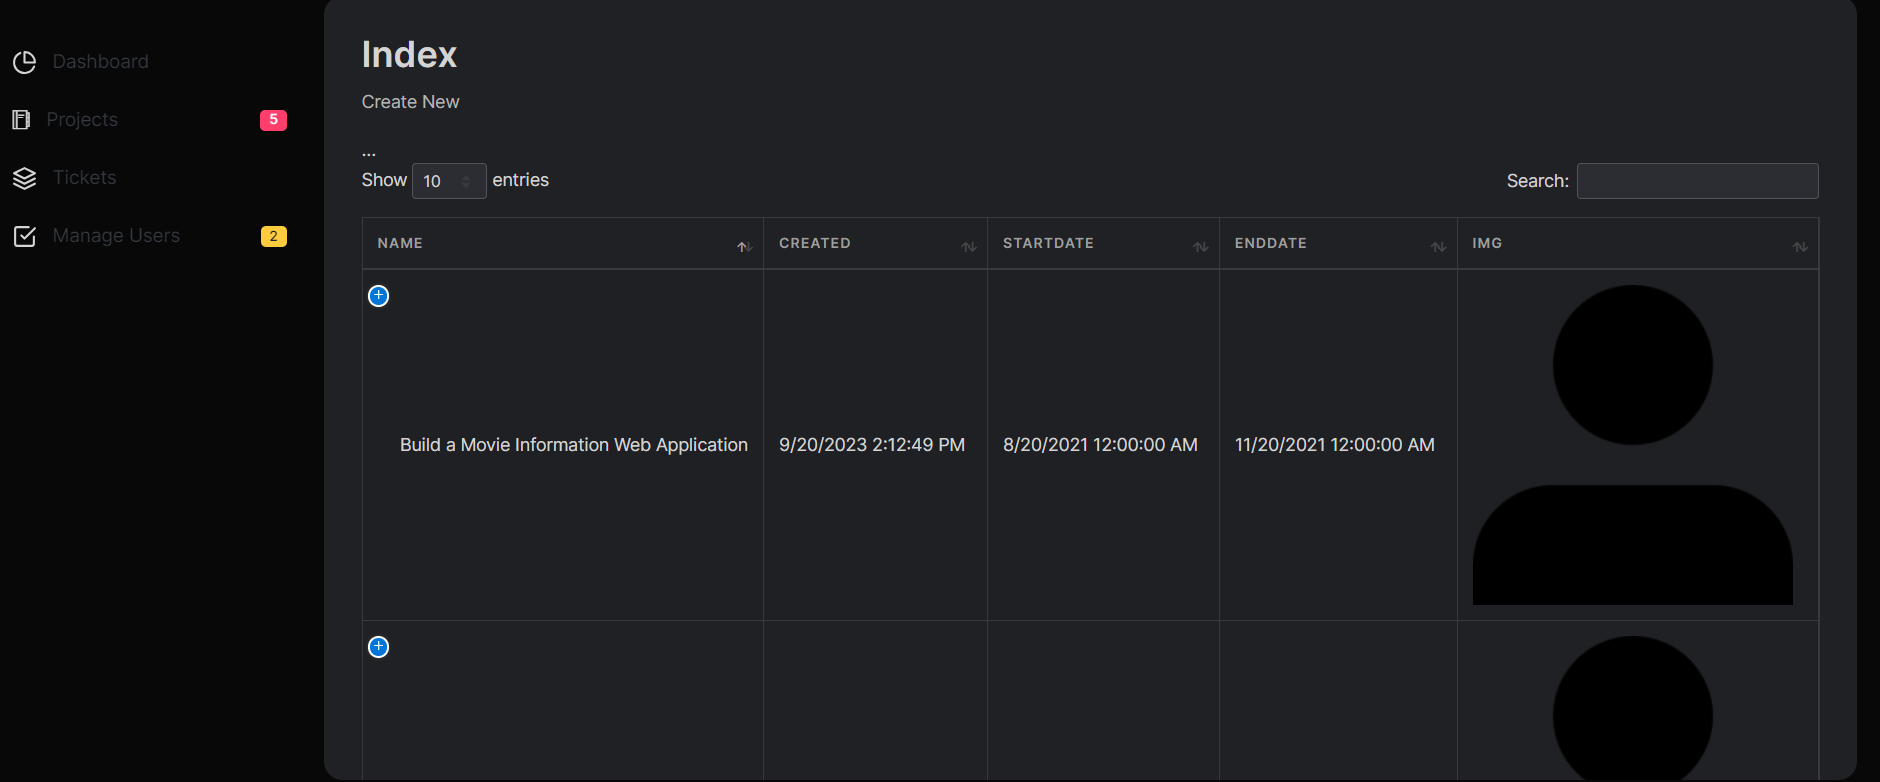 Dashboard
Projects 5
Tickets
Manage Users 2
Index
Create New
...
Show 10 entries
Search:
NAME CREATED STARTDATE ENDDATE IMG
Build a Movie Information Web Application 9/20/2023 2:12:49 PM 8/20/2021 12:00:00 AM 11/20/2021 12:00:00 AM